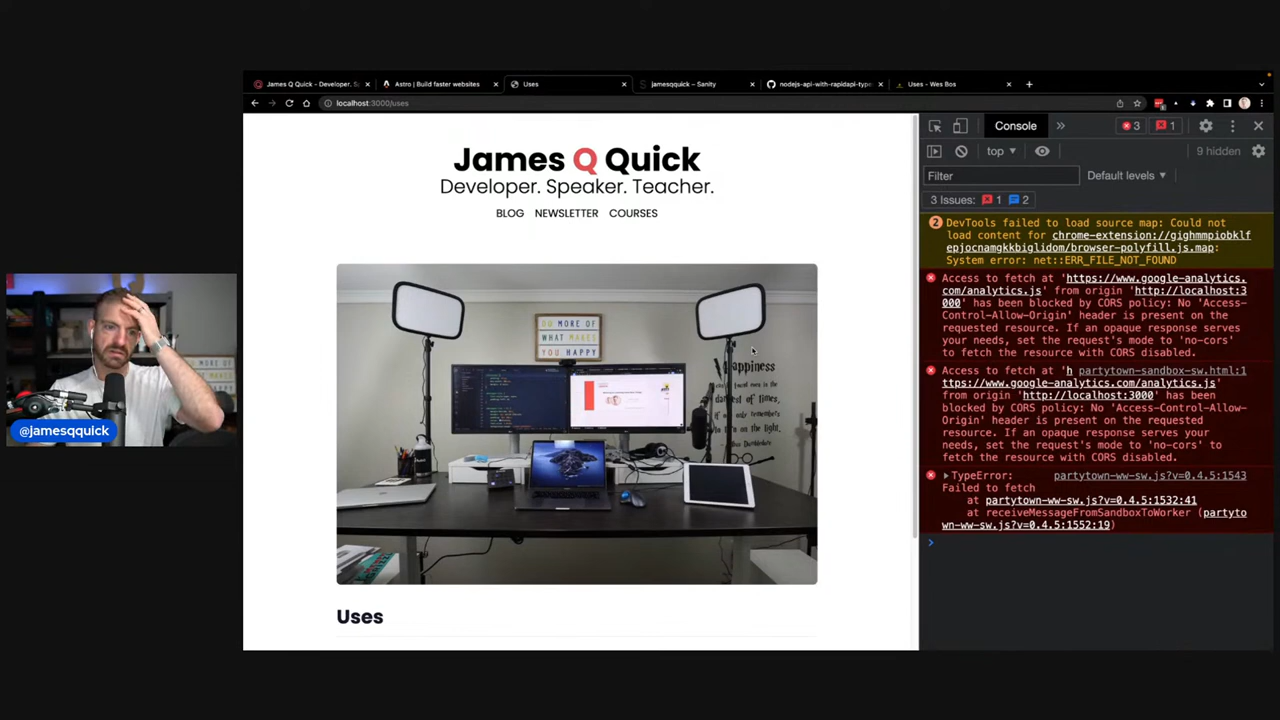 James Q Quick - Developer. S
Astro | Build faster websites
Uses
jamesqquick – Sanity
nodejs-api-with-rapidapi-type
Uses - Wes Bos
localhost:3000/uses
James Q Quick
Developer. Speaker. Teacher.
BLOG NEWSLETTER COURSES
DO MORE OF
WHAT MAKES
YOU HAPPY
Uses
@jamesqquick
Console
3
1
top
9 hidden
Filter
Default levels
3 Issues: 1 2
2 DevTools failed to load source map: Could not
load content for chrome-extension://gighmmpiobklf
epjocnamgkkbiglidom/browser-polyfill.js.map:
System error: net::ERR_FILE_NOT_FOUND
Access to fetch at 'https://www.google-analytics.
com/analytics.js' from origin 'http://localhost:3
000' has been blocked by CORS policy: No 'Access-
Control-Allow-Origin' header is present on the
requested resource. If an opaque response serves
your needs, set the request's mode to 'no-cors'
to fetch the resource with CORS disabled.
Access to fetch at 'h partytown-sandbox-sw.html:1
ttps://www.google-analytics.com/analytics.js'
from origin 'http://localhost:3000' has been
blocked by CORS policy: No 'Access-Control-Allow-
Origin' header is present on the requested
resource. If an opaque response serves your
needs, set the request's mode to 'no-cors' to
fetch the resource with CORS disabled.
TypeError: partytown-ww-sw.js?v=0.4.5:1543
Failed to fetch
at partytown-ww-sw.js?v=0.4.5:1532:41
at receiveMessageFromSandboxToWorker (partyto
wn-ww-sw.js?v=0.4.5:1552:19)